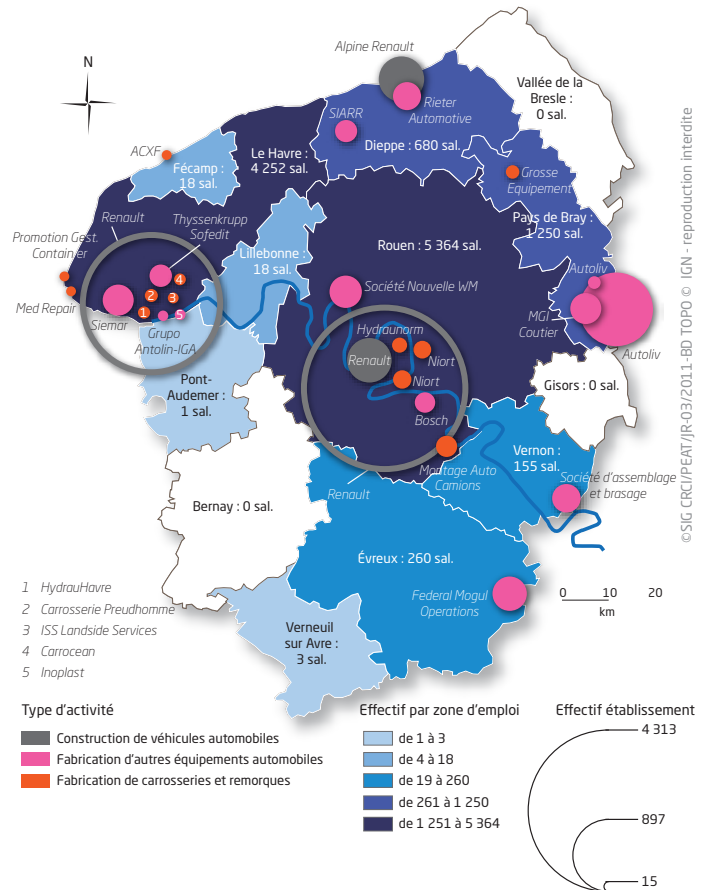 Alpine Renault
N
Vallée de la
Bresle :
0 sal.
SIARR
Rieter
Automotive
ACXF
Le Havre :
4 252 sal.
Dieppe : 680 sal.
Fécamp :
18 sal.
Grosse
Equipement
Renault
Thyssenkrupp
Sofedit
Pays de Bray :
1 250 sal.
Promotion Gest.
Container
Rouen : 5 364 sal.
Lillebonne :
18 sal.
Autoliv
4
2
3
1
5
Société Nouvelle WM
Med Repair
Siemar
MGI
Coutier
Grupo
Antolin-IGA
Hydraunorm
Autoliv
Renault
Niort
Niort
Pont-
Audemer :
1 sal.
Gisors : 0 sal.
Bosch
Vernon :
155 sal.
Montage Auto
Camions
Société d'assemblage
et brasage
Renault
Bernay : 0 sal.
Évreux : 260 sal.
1 HydrauHavre
2 Carrosserie Preudhomme
3 ISS Landside Services
4 Carrocean
5 Inoplast
Federal Mogul
Operations
0 10 20
km
Verneuil
sur Avre :
3 sal.
©SIG CRCI/PEAT/JR-03/2011-BD TOPO © IGN - reproduction interdite
Type d'activité
Construction de véhicules automobiles
Fabrication d'autres équipements automobiles
Fabrication de carrosseries et remorques
Effectif par zone d'emploi
de 1 à 3
de 4 à 18
de 19 à 260
de 261 à 1 250
de 1 251 à 5 364
Effectif établissement
4 313
897
15